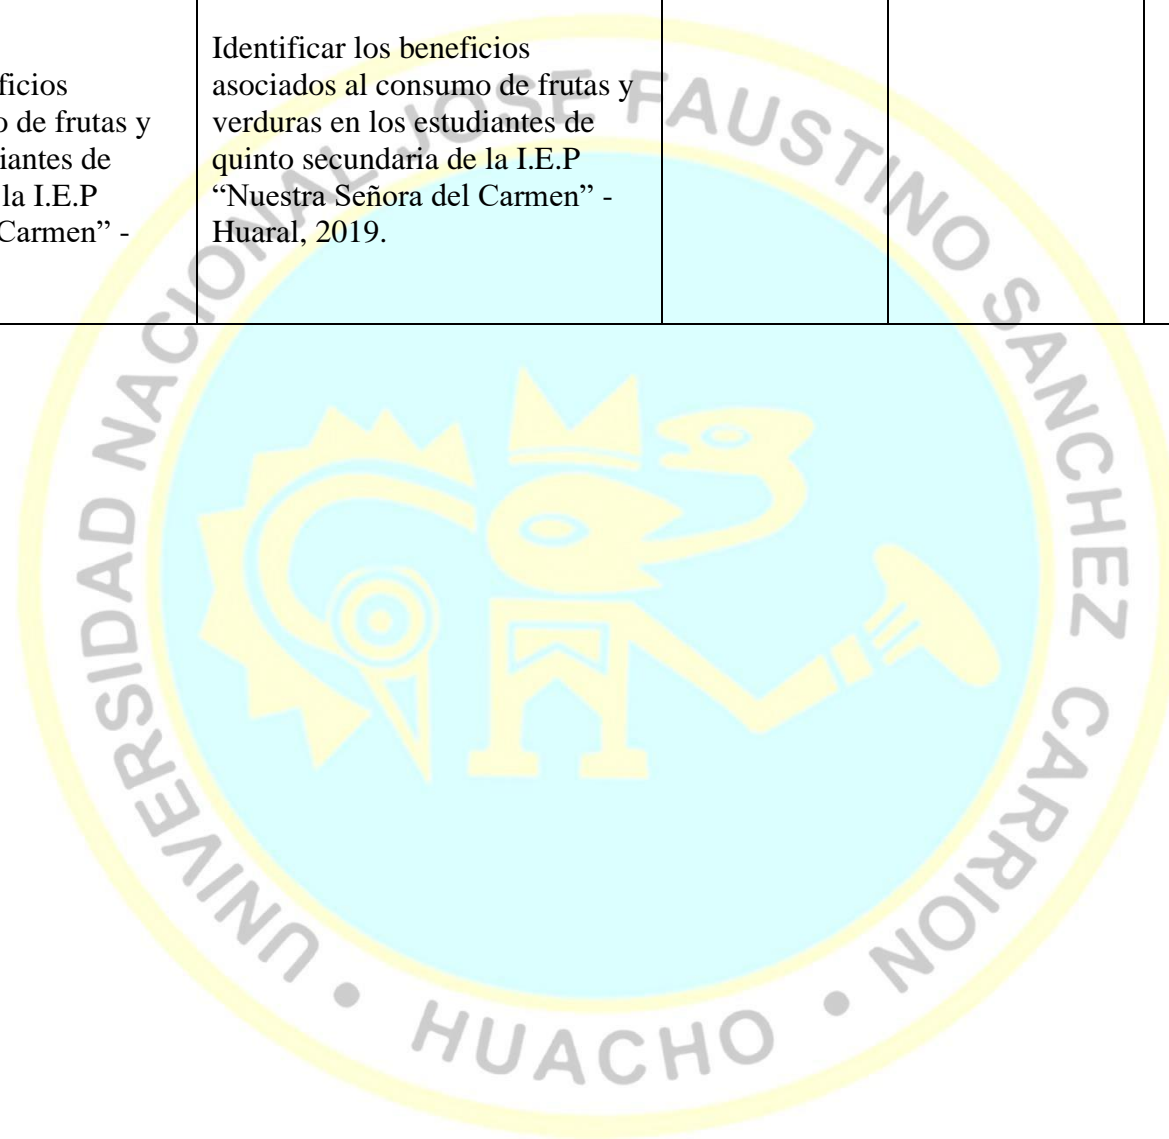 ficios
o de frutas y
diantes de
la I.E.P
Carmen” -
Identificar los beneficios
asociados al consumo de frutas y
verduras en los estudiantes de
quinto secundaria de la I.E.P
“Nuestra Señora del Carmen” -
Huaral, 2019.
UNIVERSIDAD NACIONAL JOSE FAUSTINO SANCHEZ CARRION
• HUACHO •